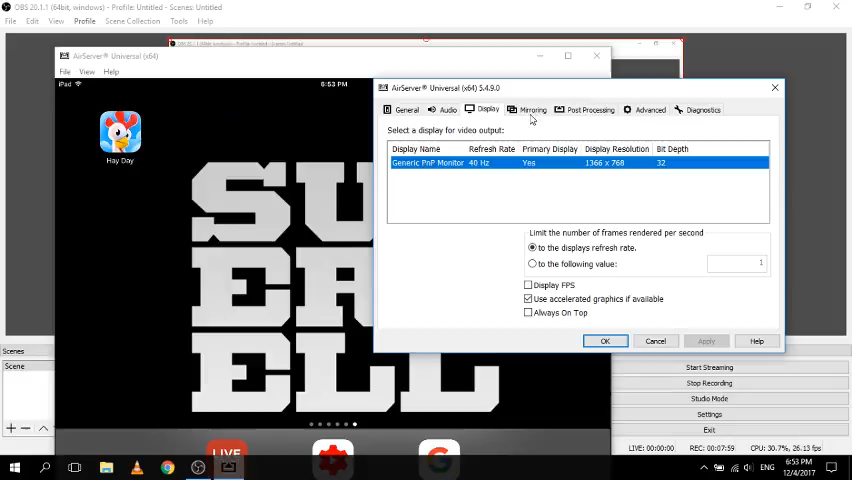 OBS 20.1.1 (64bit, windows) - Profile: Untitled - Scenes: Untitled
File Edit View Profile Scene Collection Tools Help
AirServer® Universal (x64)
File View Help
iPad 6:53 PM
Hay Day
SU
ER
ELL
LIVE
G
AirServer® Universal (x64) 5.4.9.0
General Audio Display Mirroring Post Processing Advanced Diagnostics
Select a display for video output:
Display Name Refresh Rate Primary Display Display Resolution Bit Depth
Generic PnP Monitor 40 Hz Yes 1366 x 768 32
Limit the number of frames rendered per second
to the displays refresh rate.
to the following value: 1
Display FPS
Use accelerated graphics if available
Always On Top
OK Cancel Apply Help
Scenes
Scene
Start Streaming
Stop Recording
Studio Mode
Settings
Exit
LIVE: 00:00:00 REC: 00:07:59 CPU: 30.7%, 26.13 fps
ENG 6:53 PM
12/4/2017